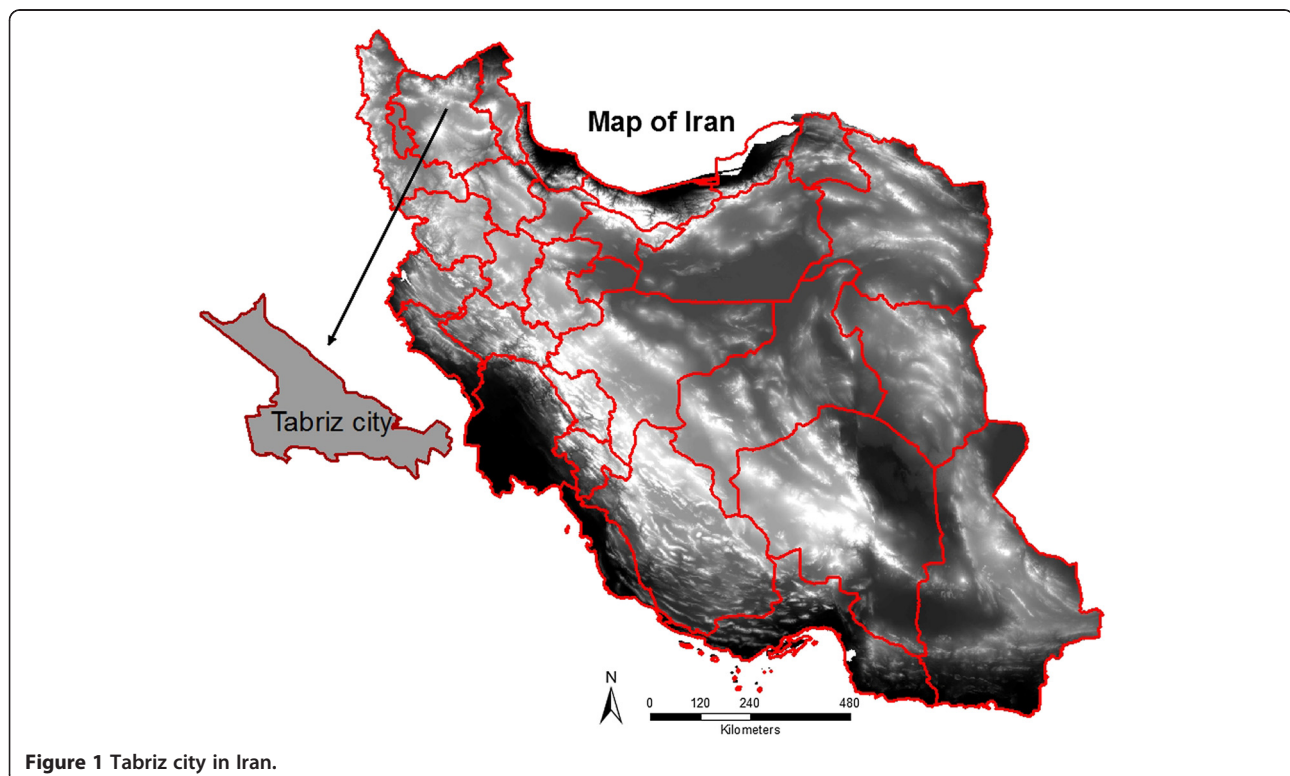 Map of Iran
Tabriz city
N
0 120 240 480
Kilometers
Figure 1 Tabriz city in Iran.